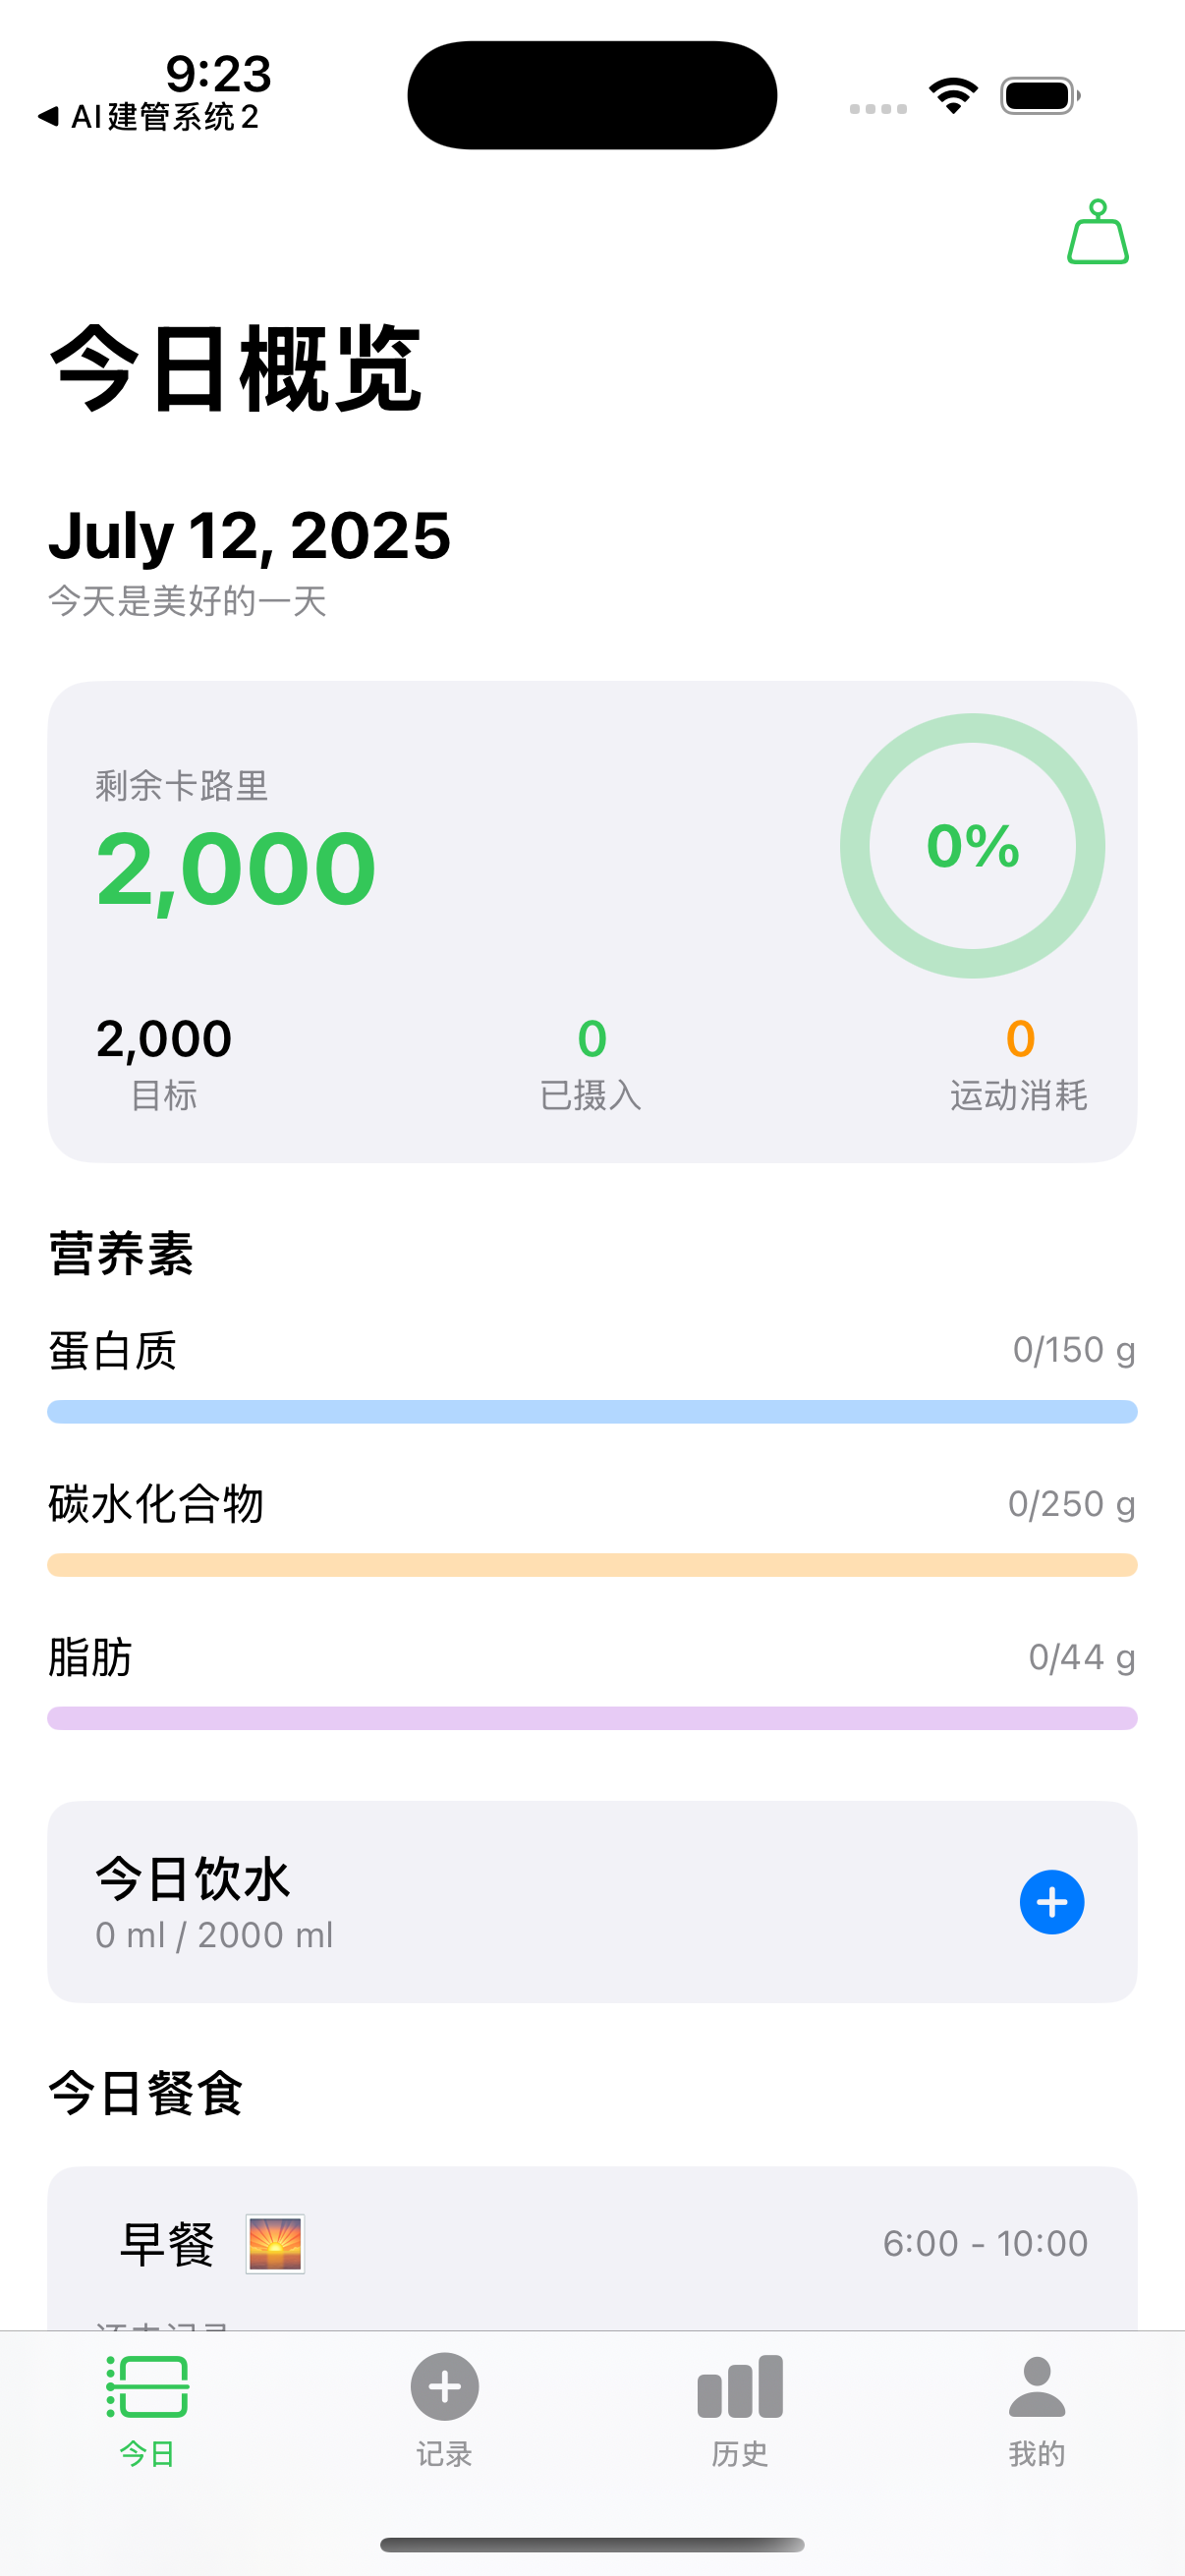 9:23
◀ AI建管系统2
今日概览
July 12, 2025
今天是美好的一天
剩余卡路里
2,000
0%
2,000
0
0
目标
已摄入
运动消耗
营养素
蛋白质
0/150 g
碳水化合物
0/250 g
脂肪
0/44 g
今日饮水
0 ml / 2000 ml
今日餐食
早餐
6:00 - 10:00
今日
记录
历史
我的